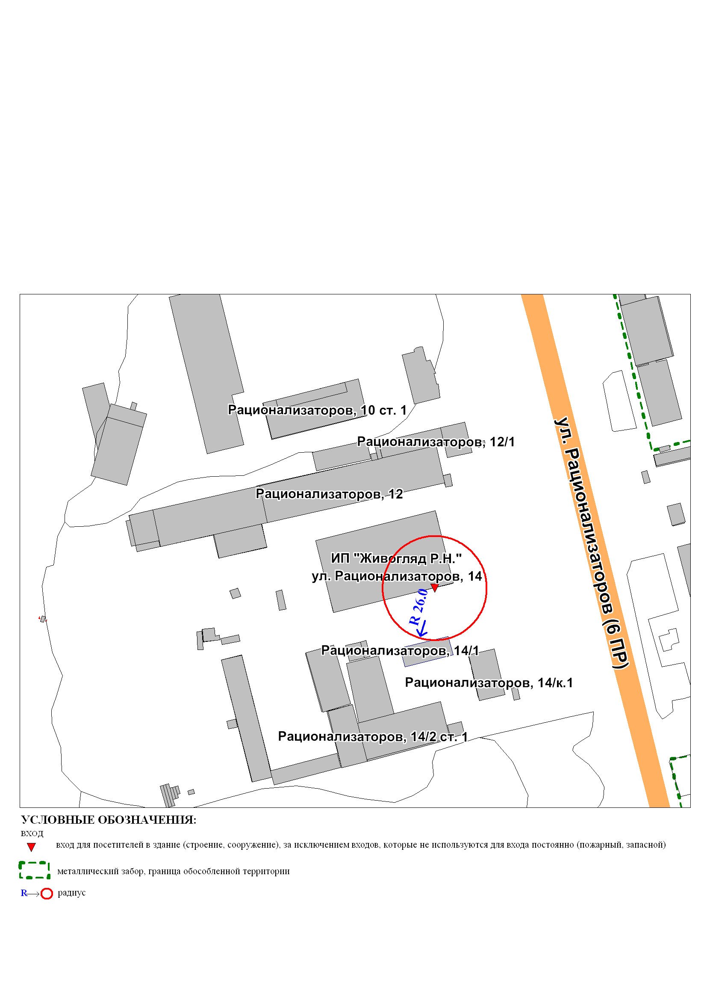 Рационализаторов, 10 ст. 1
Рационализаторов, 12/1
Рационализаторов, 12
ИП "Живогляд Р.Н."
ул. Рационализаторов, 14
R 26.0
ул. Рационализаторов (6 ПР)
Рационализаторов, 14/1
Рационализаторов, 14/к.1
Рационализаторов, 14/2 ст. 1
УСЛОВНЫЕ ОБОЗНАЧЕНИЯ:
ВХОД
вход для посетителей в здание (строение, сооружение), за исключением входов, которые не используются для входа постоянно (пожарный, запасной)
металлический забор, граница обособленной территории
R радиус